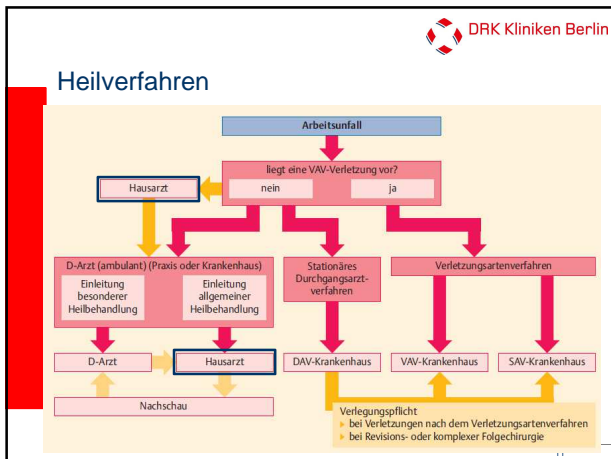 DRK Kliniken Berlin
Heilverfahren
Arbeitsunfall
liegt eine VAV-Verletzung vor?
nein
ja
Hausarzt
D-Arzt (ambulant) (Praxis oder Krankenhaus)
Einleitung
besonderer
Heilbehandlung
Einleitung
allgemeiner
Heilbehandlung
Stationäres
Durchgangsarzt-
verfahren
Verletzungsartenverfahren
D-Arzt
Hausarzt
DAV-Krankenhaus
VAV-Krankenhaus
SAV-Krankenhaus
Nachschau
Verlegungspflicht
▶ bei Verletzungen nach dem Verletzungsartenverfahren
▶ bei Revisions- oder komplexer Folgechirurgie